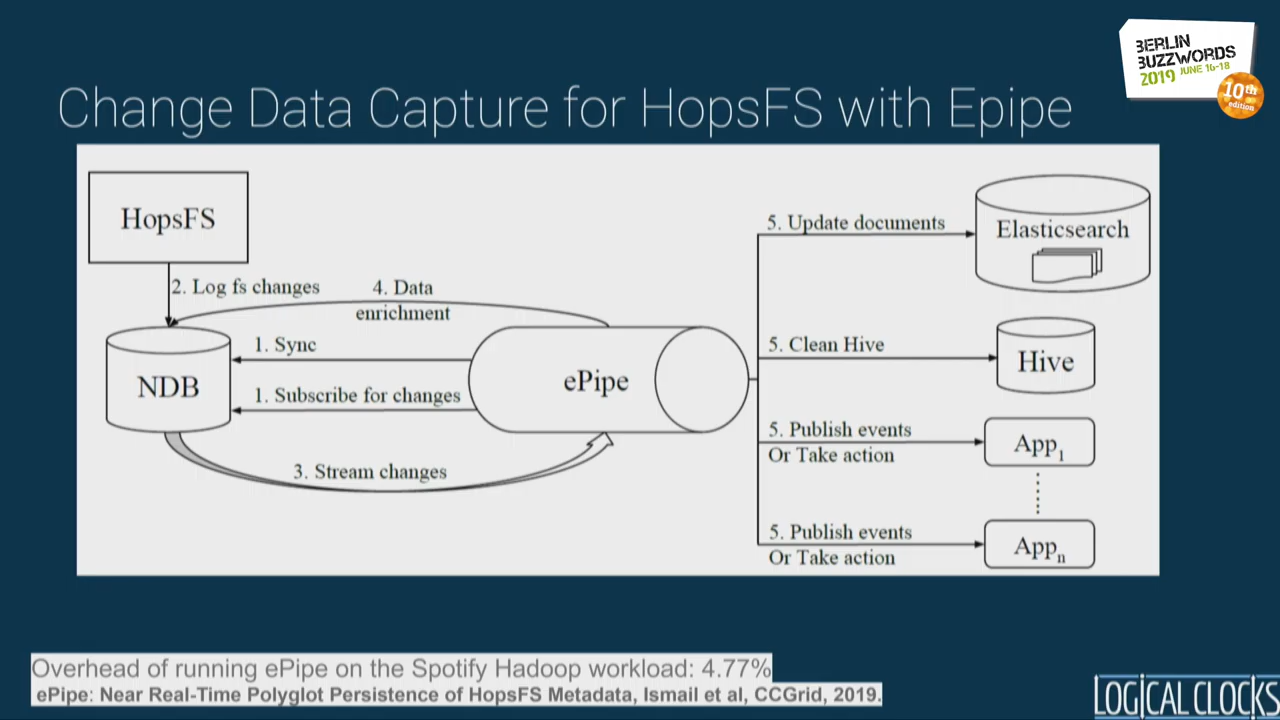 BERLIN
BUZZWORDS
2019 JUNE 16-18
10th
edition
Change Data Capture for HopsFS with Epipe
HopsFS
2. Log fs changes
4. Data
enrichment
NDB
1. Sync
1. Subscribe for changes
3. Stream changes
ePipe
5. Update documents
Elasticsearch
5. Clean Hive
Hive
5. Publish events
Or Take action
App1
5. Publish events
Or Take action
Appn
Overhead of running ePipe on the Spotify Hadoop workload: 4.77%
ePipe: Near Real-Time Polyglot Persistence of HopsFS Metadata, Ismail et al, CCGrid, 2019.
LOGICAL CLOCKS